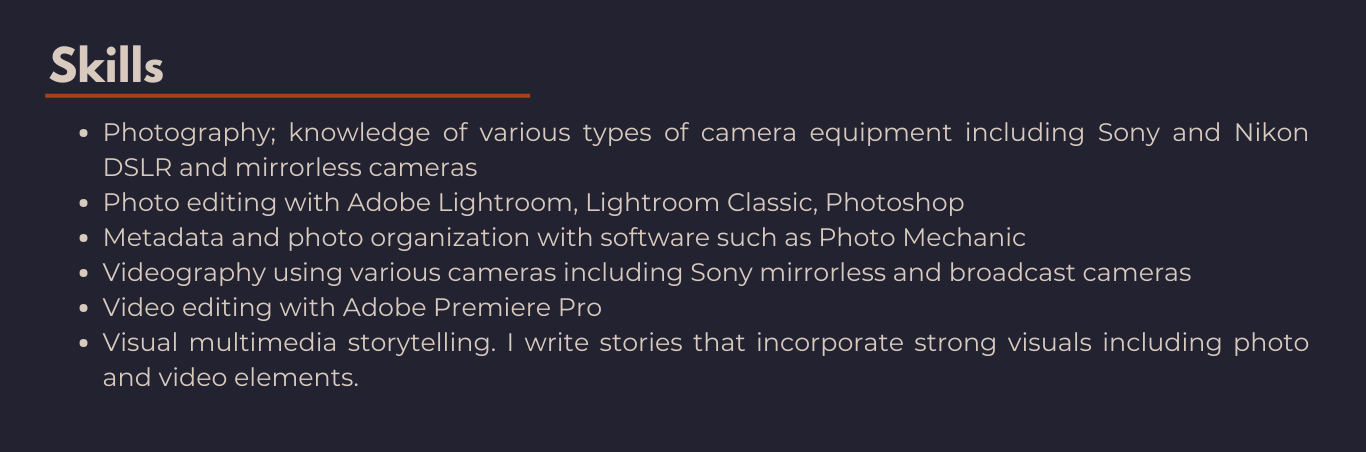 Skills
• Photography; knowledge of various types of camera equipment including Sony and Nikon
DSLR and mirrorless cameras
• Photo editing with Adobe Lightroom, Lightroom Classic, Photoshop
• Metadata and photo organization with software such as Photo Mechanic
• Videography using various cameras including Sony mirrorless and broadcast cameras
• Video editing with Adobe Premiere Pro
• Visual multimedia storytelling. I write stories that incorporate strong visuals including photo
and video elements.